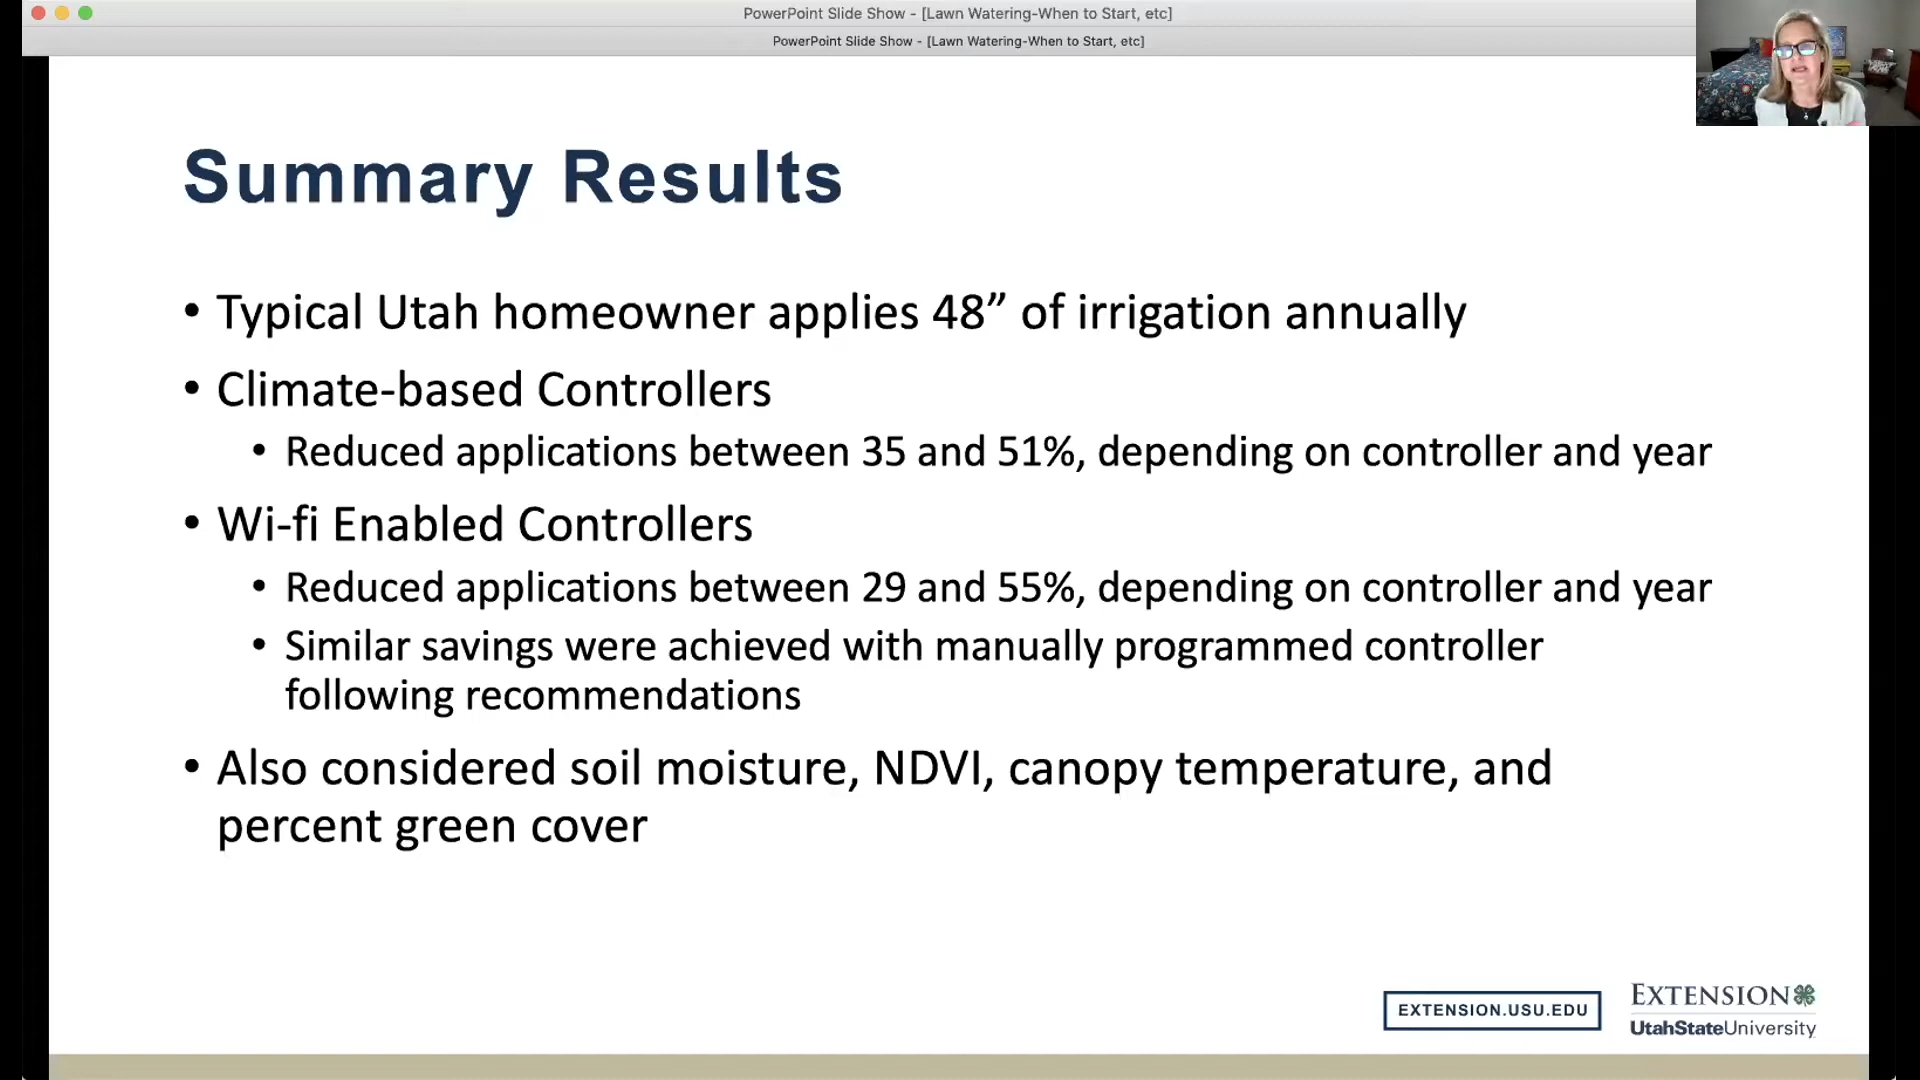 PowerPoint Slide Show - [Lawn Watering-When to Start, etc]
PowerPoint Slide Show - [Lawn Watering-When to Start, etc]
Summary Results
• Typical Utah homeowner applies 48” of irrigation annually
• Climate-based Controllers
• Reduced applications between 35 and 51%, depending on controller and year
• Wi-fi Enabled Controllers
• Reduced applications between 29 and 55%, depending on controller and year
• Similar savings were achieved with manually programmed controller
following recommendations
• Also considered soil moisture, NDVI, canopy temperature, and
percent green cover
EXTENSION.USU.EDU
EXTENSION
UtahStateUniversity